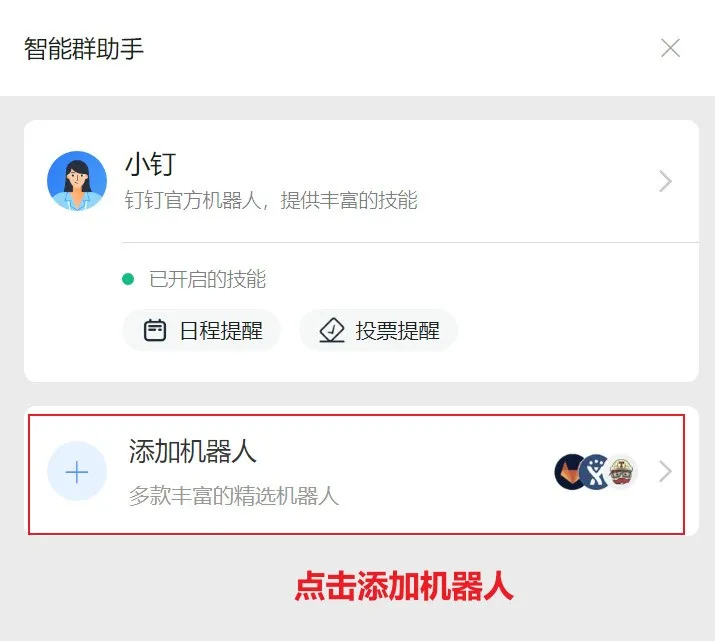 智能群助手
小钉
钉钉官方机器人，提供丰富的技能
已开启的技能
日程提醒 投票提醒
添加机器人
多款丰富的精选机器人
点击添加机器人